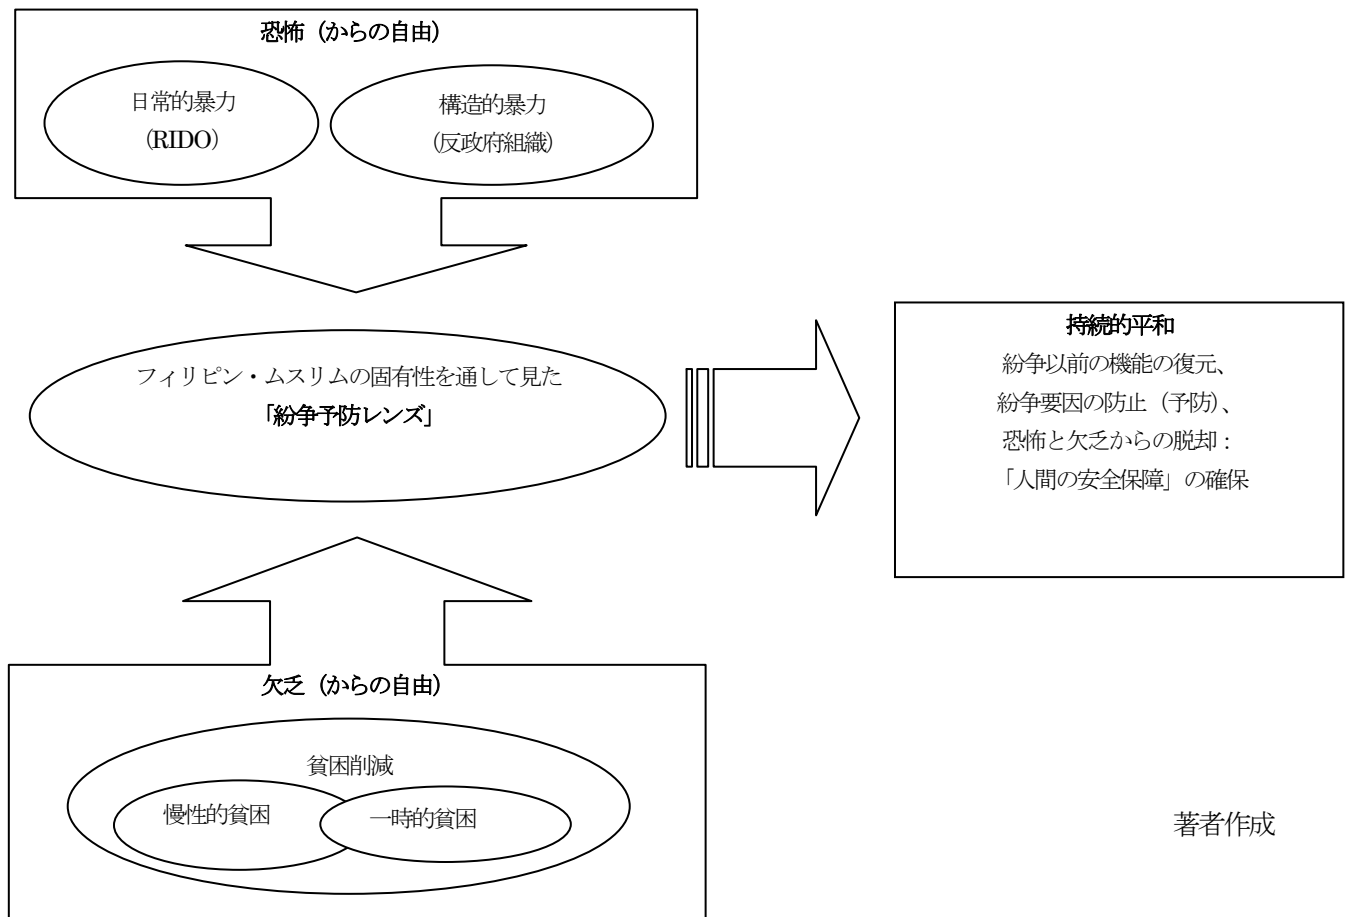 恐怖（からの自由）
日常的暴力
（RIDO）
構造的暴力
（反政府組織）
フィリピン・ムスリムの固有性を通して見た
「紛争予防レンズ」
持続的平和
紛争以前の機能の復元、
紛争要因の防止（予防）、
恐怖と欠乏からの脱却：
「人間の安全保障」の確保
欠乏（からの自由）
貧困削減
慢性的貧困
一時的貧困
著者作成